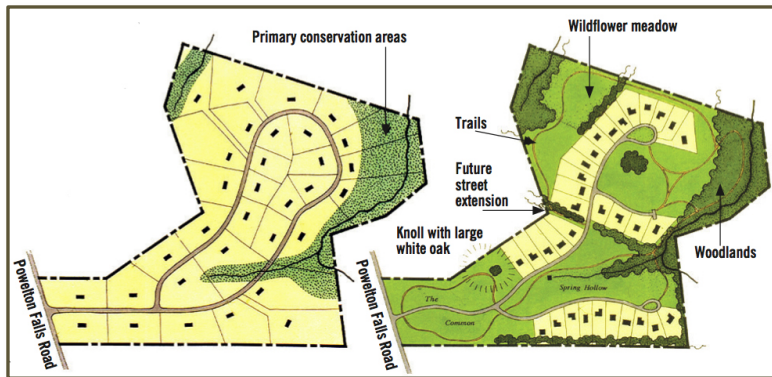 Primary conservation areas
Powelton Falls Road
Wildflower meadow
Trails
Future
street
extension
Knoll with large
white oak
Woodlands
Spring Hollow
The
Common
Powelton Falls Road